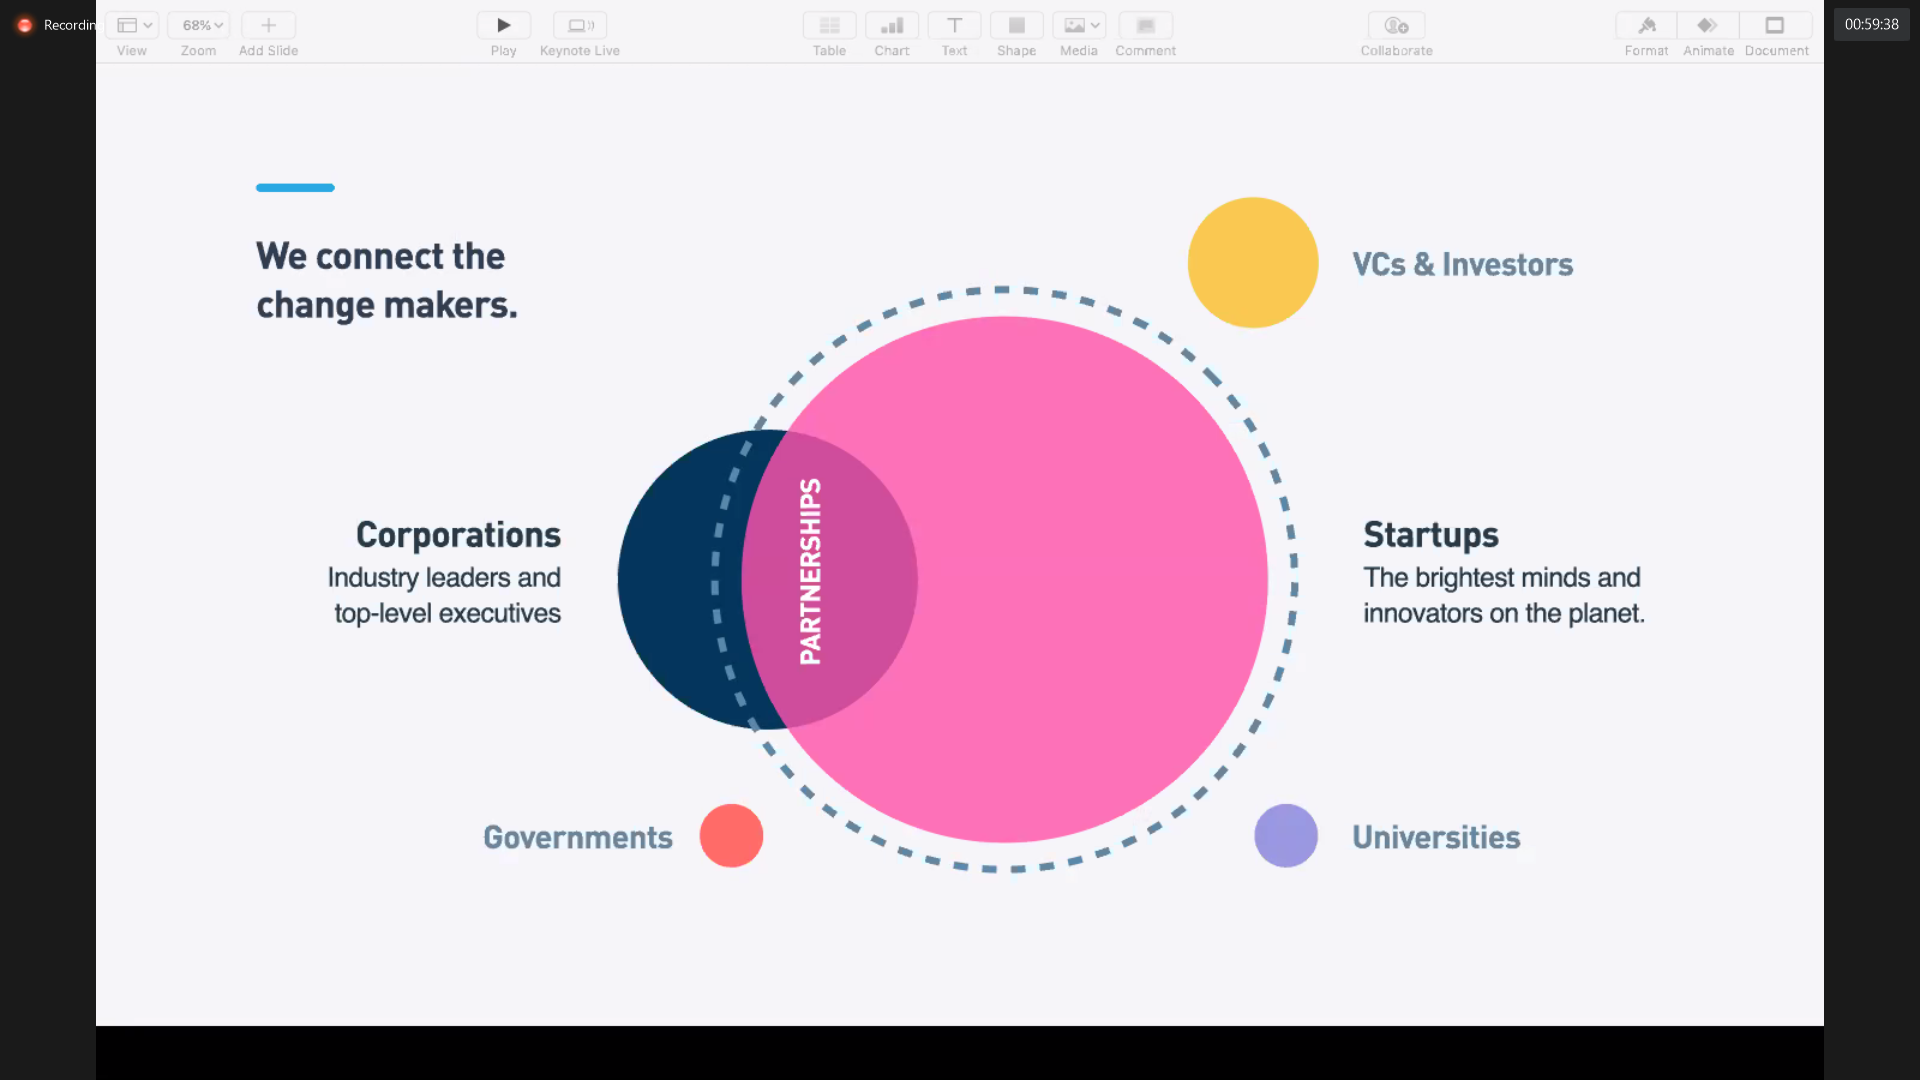 Recording
View
68%
Zoom
Add Slide
Play
Keynote Live
Table
Chart
Text
Shape
Media
Comment
Collaborate
Format
Animate
Document
00:59:38
We connect the
change makers.
VCs & Investors
Corporations
Industry leaders and
top-level executives
PARTNERSHIPS
Startups
The brightest minds and
innovators on the planet.
Governments
Universities